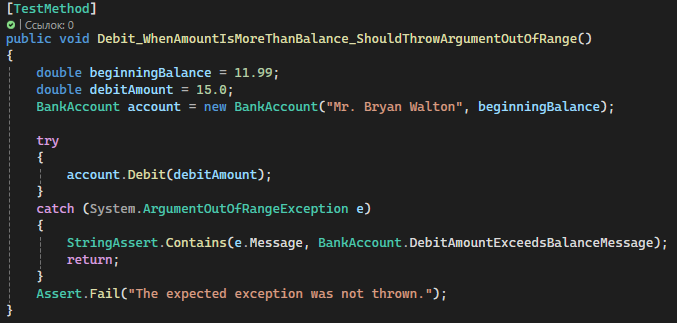 [TestMethod]
| Ссылок: 0
public void Debit_WhenAmountIsMoreThanBalance_ShouldThrowArgumentOutOfRange()
{
    double beginningBalance = 11.99;
    double debitAmount = 15.0;
    BankAccount account = new BankAccount("Mr. Bryan Walton", beginningBalance);

    try
    {
        account.Debit(debitAmount);
    }
    catch (System.ArgumentOutOfRangeException e)
    {
        StringAssert.Contains(e.Message, BankAccount.DebitAmountExceedsBalanceMessage);
        return;
    }
    Assert.Fail("The expected exception was not thrown.");
}